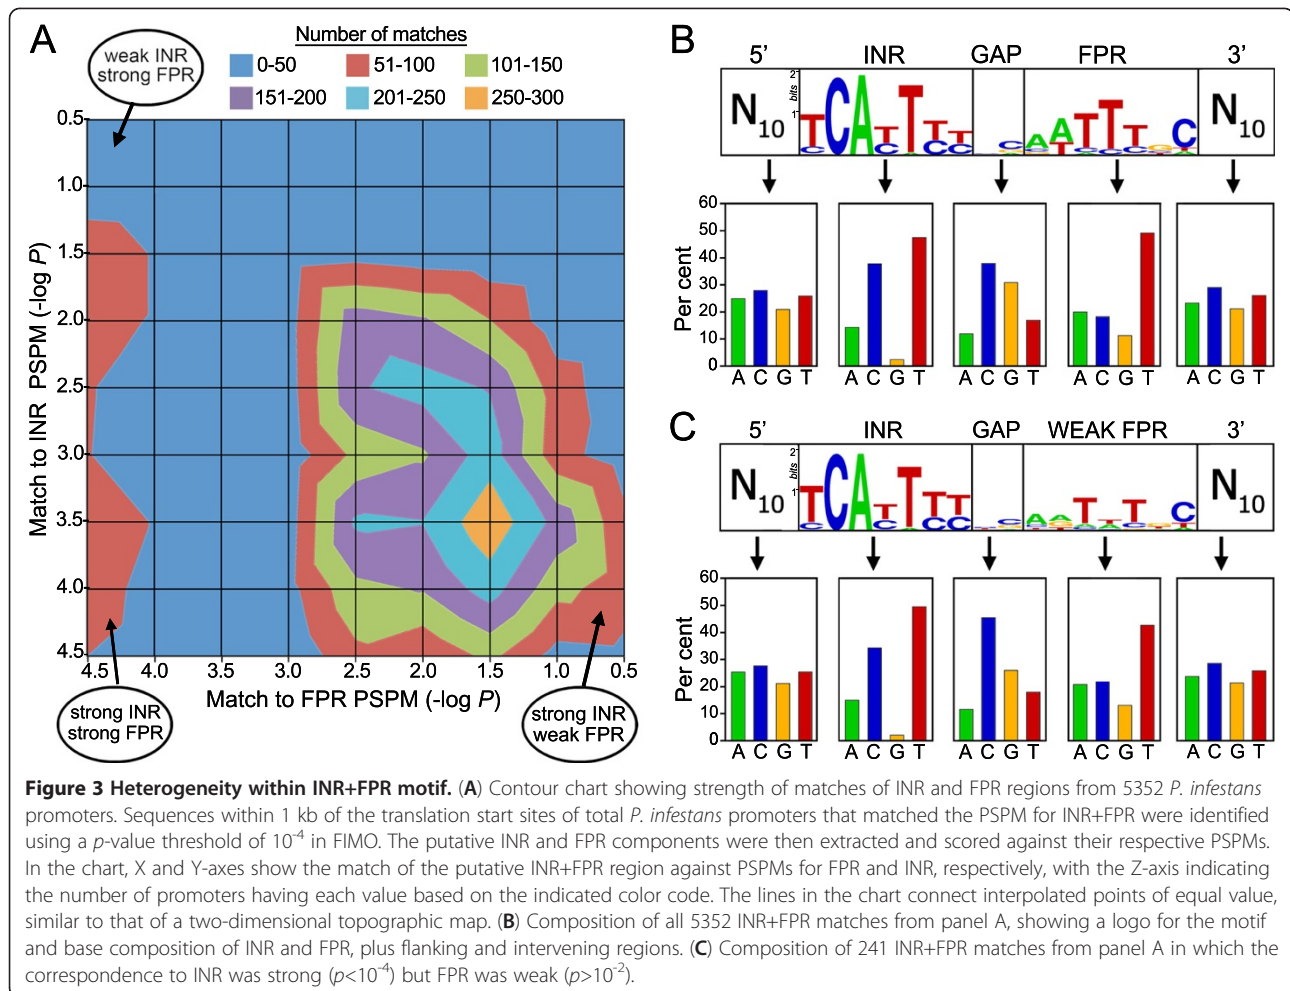 A
weak INR
strong FPR
Number of matches
0-50
51-100
101-150
151-200
201-250
250-300
0.5
1.0
1.5
2.0
2.5
3.0
3.5
4.0
4.5
Match to INR PSPM (-log P)
4.5 4.0 3.5 3.0 2.5 2.0 1.5 1.0 0.5
Match to FPR PSPM (-log P)
strong INR
strong FPR
strong INR
weak FPR
B
5' INR GAP FPR 3'
N10
2
bits
1
N10
60
50
40
30
20
10
0
Per cent
A C G T A C G T A C G T A C G T A C G T
C
5' INR GAP WEAK FPR 3'
N10
2
bits
1
N10
60
50
40
30
20
10
0
Per cent
A C G T A C G T A C G T A C G T A C G T
Figure 3 Heterogeneity within INR+FPR motif. (A) Contour chart showing strength of matches of INR and FPR regions from 5352 P. infestans
promoters. Sequences within 1 kb of the translation start sites of total P. infestans promoters that matched the PSPM for INR+FPR were identified
using a p-value threshold of 10-4 in FIMO. The putative INR and FPR components were then extracted and scored against their respective PSPMs.
In the chart, X and Y-axes show the match of the putative INR+FPR region against PSPMs for FPR and INR, respectively, with the Z-axis indicating
the number of promoters having each value based on the indicated color code. The lines in the chart connect interpolated points of equal value,
similar to that of a two-dimensional topographic map. (B) Composition of all 5352 INR+FPR matches from panel A, showing a logo for the motif
and base composition of INR and FPR, plus flanking and intervening regions. (C) Composition of 241 INR+FPR matches from panel A in which the
correspondence to INR was strong (p<10-4) but FPR was weak (p>10-2).